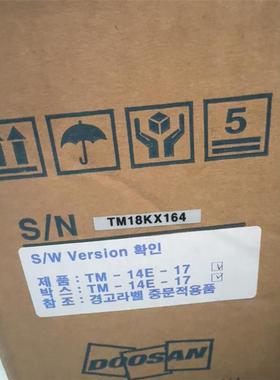 5
S/N TM18KX164
S/W Version 확인
제 품 : TM - 14E - 17
박 스 : TM - 14E - 17
참 조 : 경고라벨 중문적용품
DOOSAN